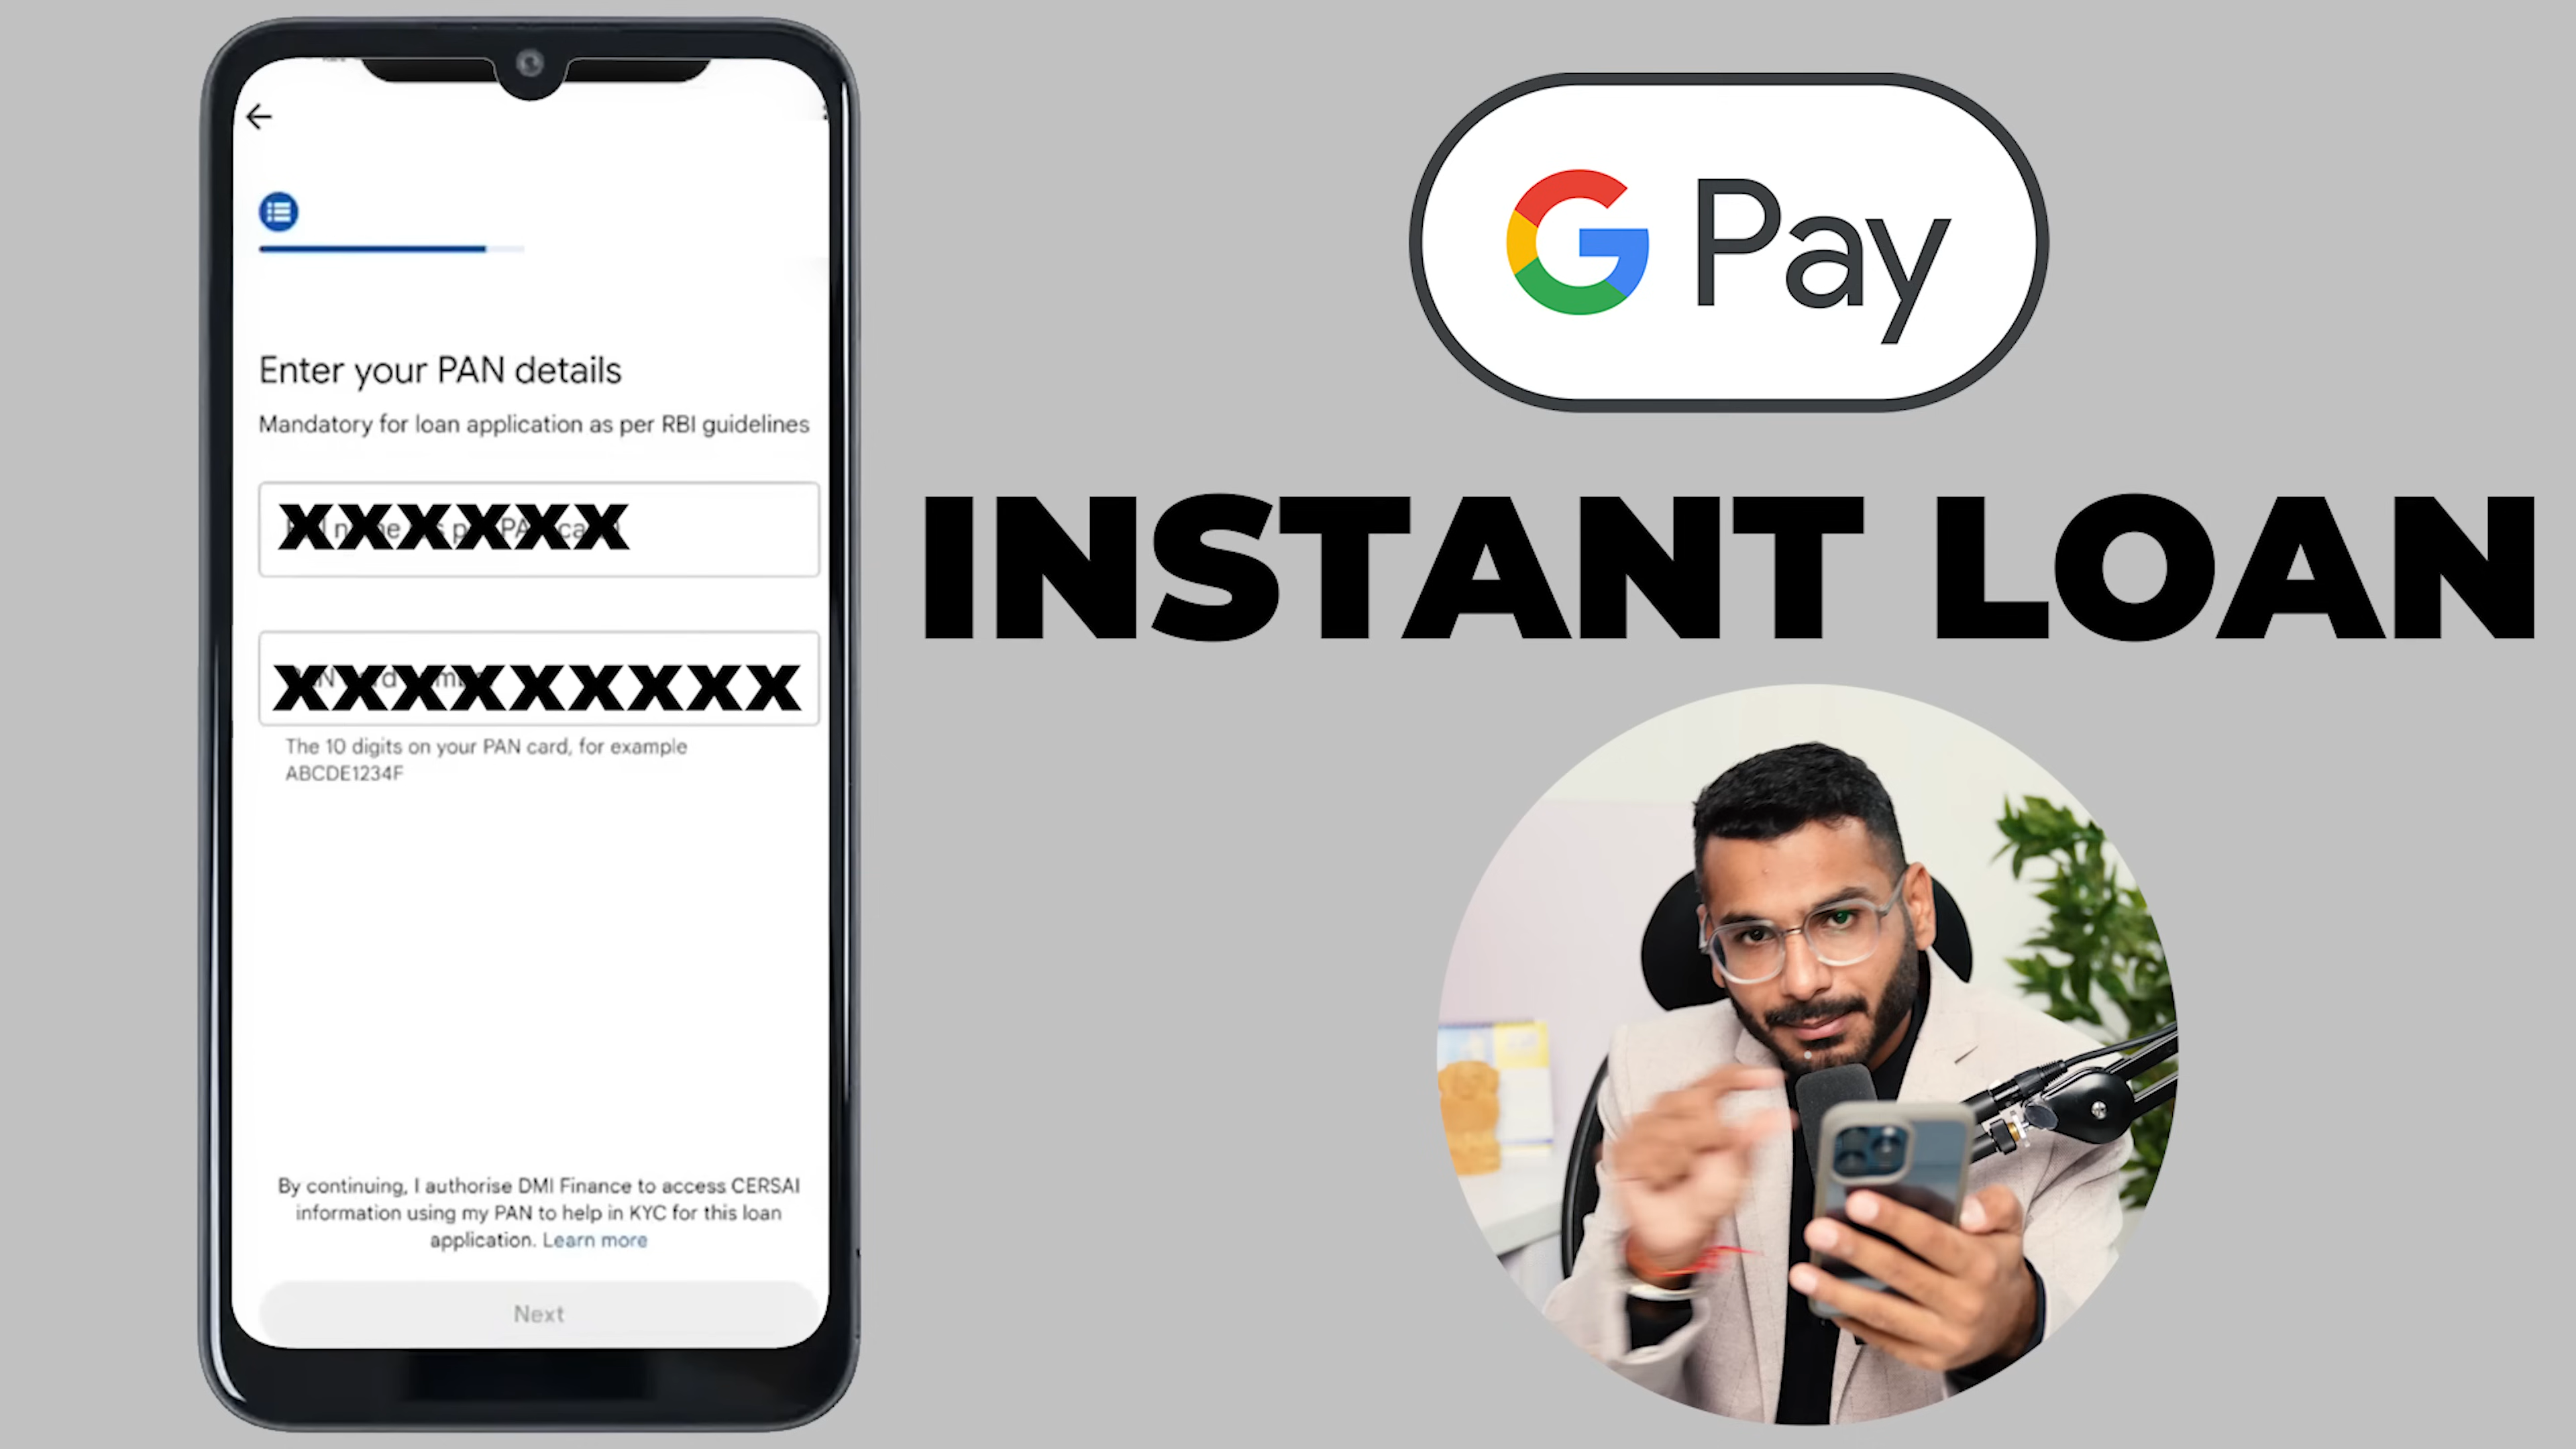 Enter your PAN details
Mandatory for loan application as per RBI guidelines
XXXXXX
XXXXXXXXX
The 10 digits on your PAN card, for example
ABCDE1234F
By continuing, I authorise DMI Finance to access CERSAI
information using my PAN to help in KYC for this loan
application. Learn more
Next
G Pay
INSTANT LOAN